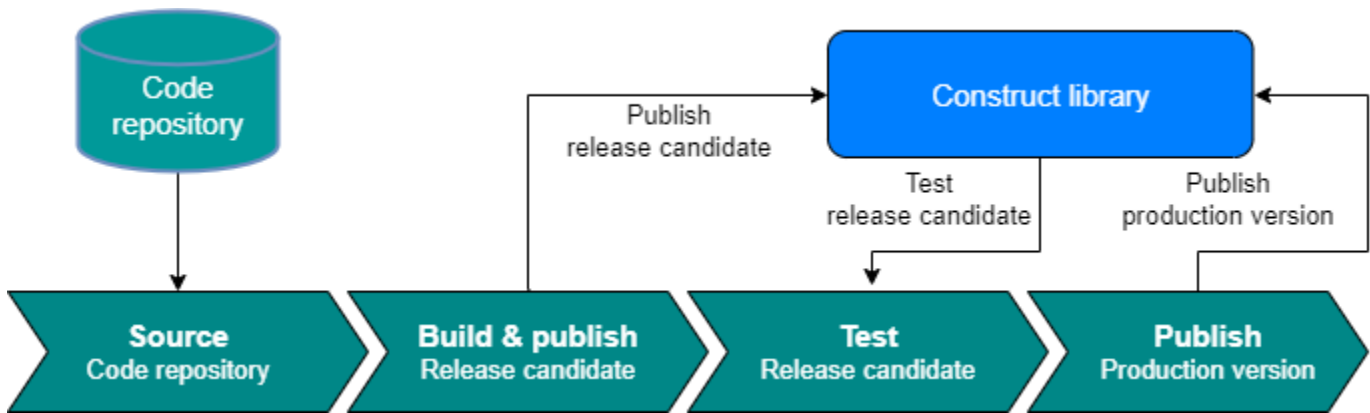 Code
repository
Construct library
Publish
release candidate
Test
release candidate
Publish
production version
Source
Code repository
Build & publish
Release candidate
Test
Release candidate
Publish
Production version